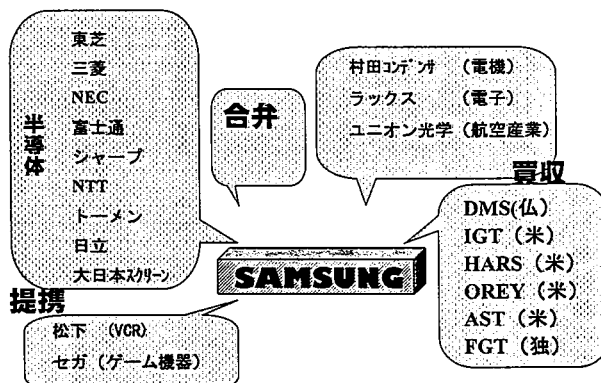 半導体
東芝
三菱
NEC
富士通
シャープ
NTT
トーメン
日立
大日本スクリーン
提携
松下 (VCR)
セガ (ゲーム機器)
合弁
村田コンデンサ (電機)
ラックス (電子)
ユニオン光学 (航空産業)
買収
DMS(仏)
IGT (米)
HARS (米)
OREY (米)
AST (米)
FGT (独)
SAMSUNG